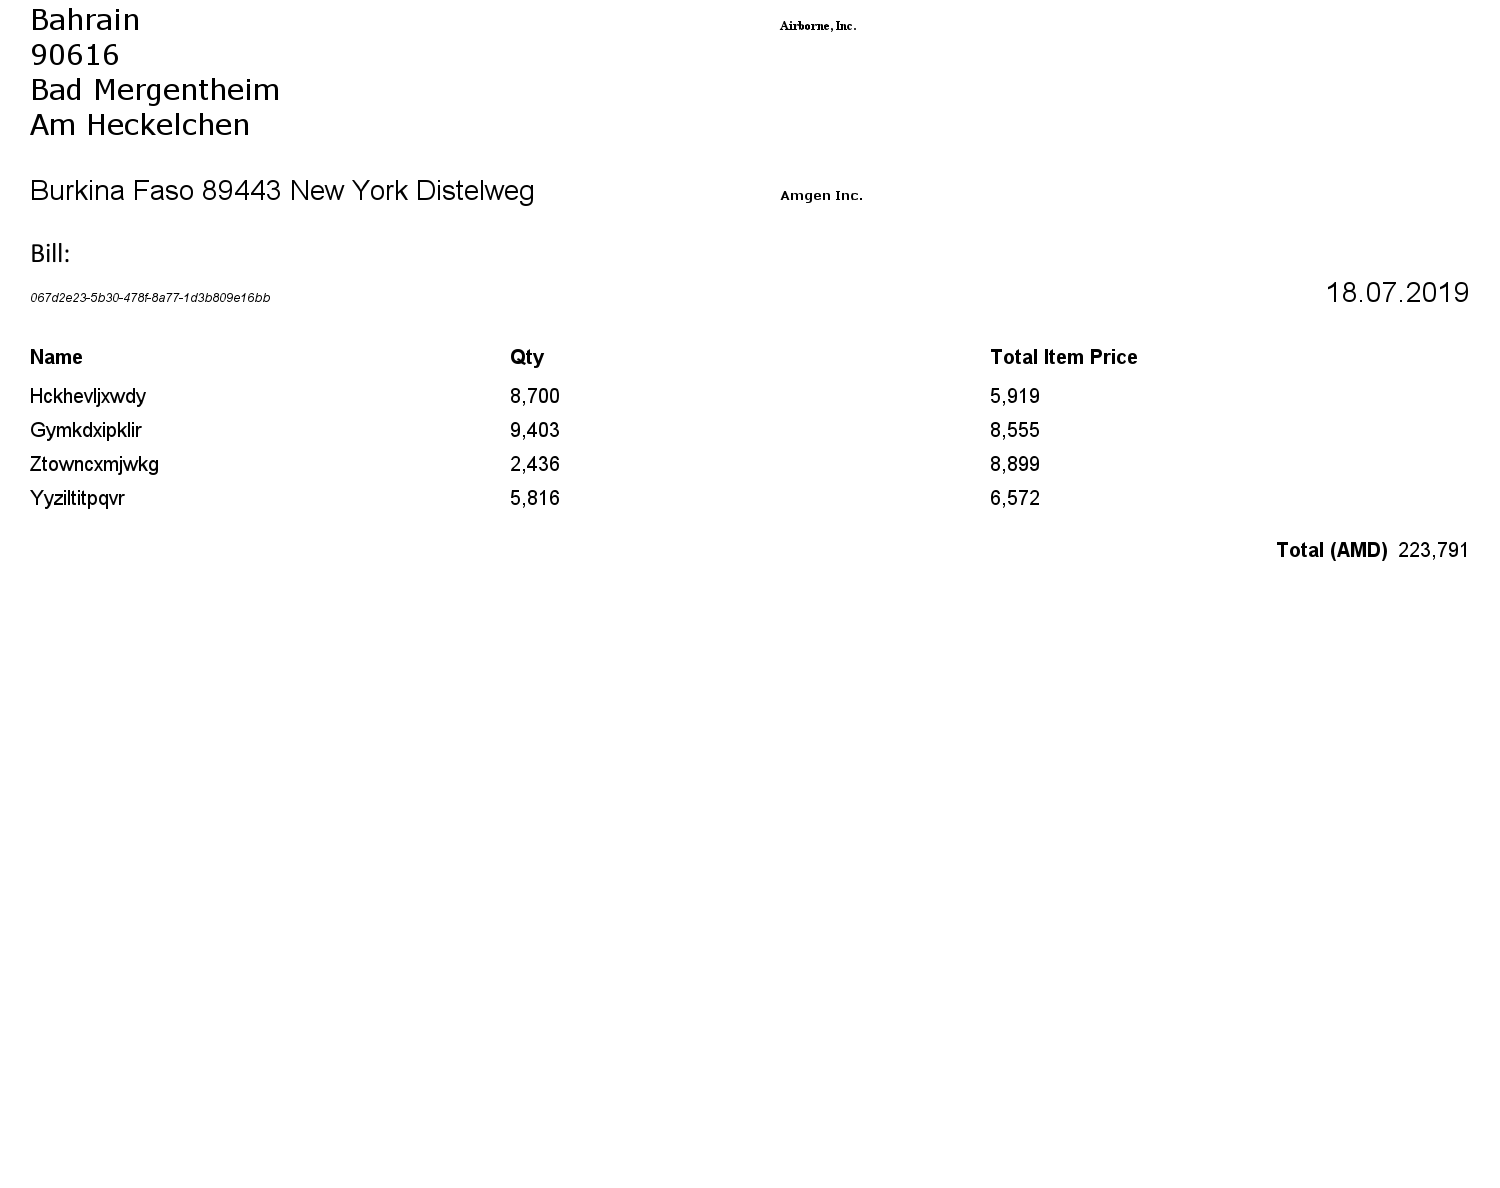 Bahrain
90616
Bad Mergentheim
Am Heckelchen
Airborne, Inc.
Burkina Faso 89443 New York Distelweg
Amgen Inc.
Bill:
067d2e23-5b30-478f-8a77-1d3b809e16bb
18.07.2019
Name Qty Total Item Price
Hckhevljxwdy 8,700 5,919
Gymkdxipklir 9,403 8,555
Ztowncxmjwkg 2,436 8,899
Yyziltitpqvr 5,816 6,572
Total (AMD) 223,791